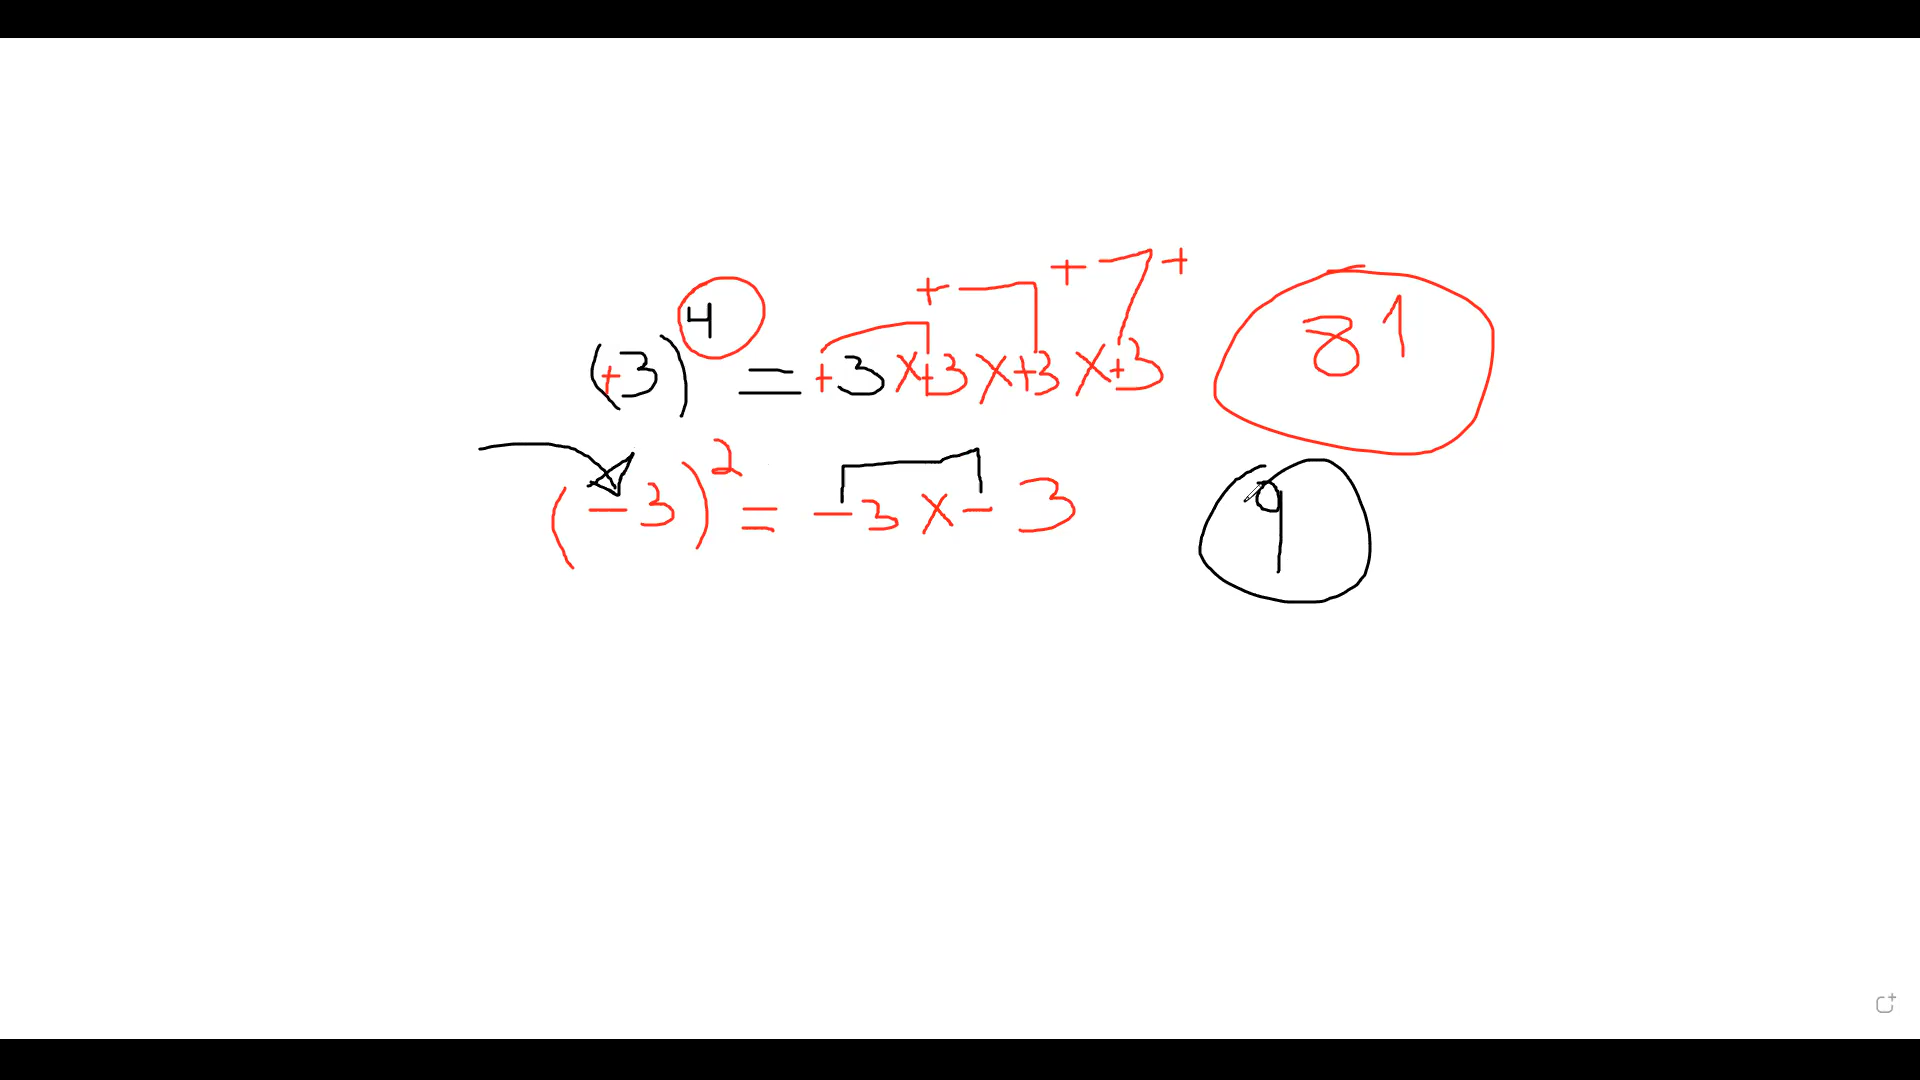 + + +
(+3)⁴ = +3 x +3 x +3 x +3 81
(-3)² = -3 x - 3 9